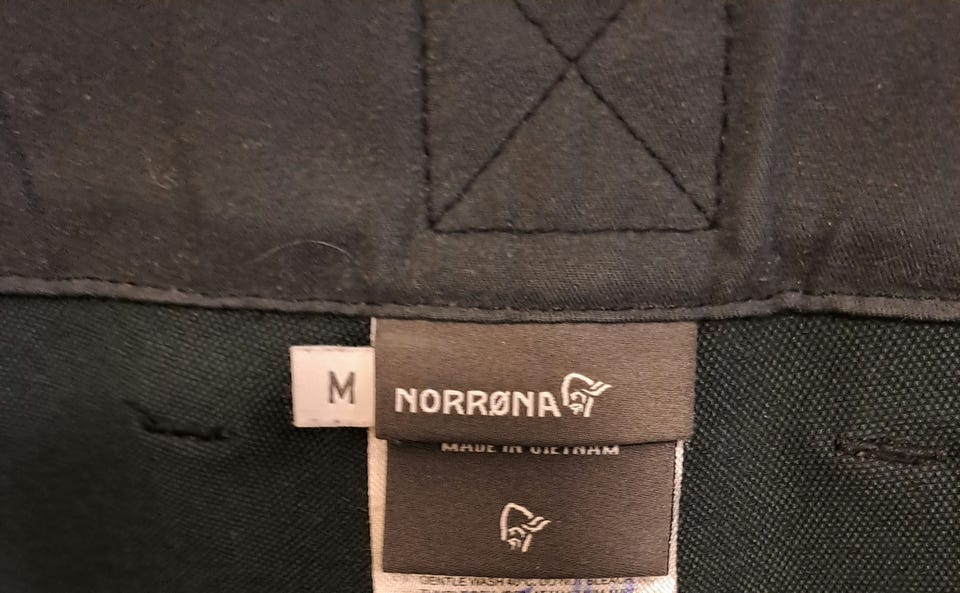 M
NORRØNA
MADE IN VIETNAM
GENTLE WASH 40°C. DO NOT BLEACH